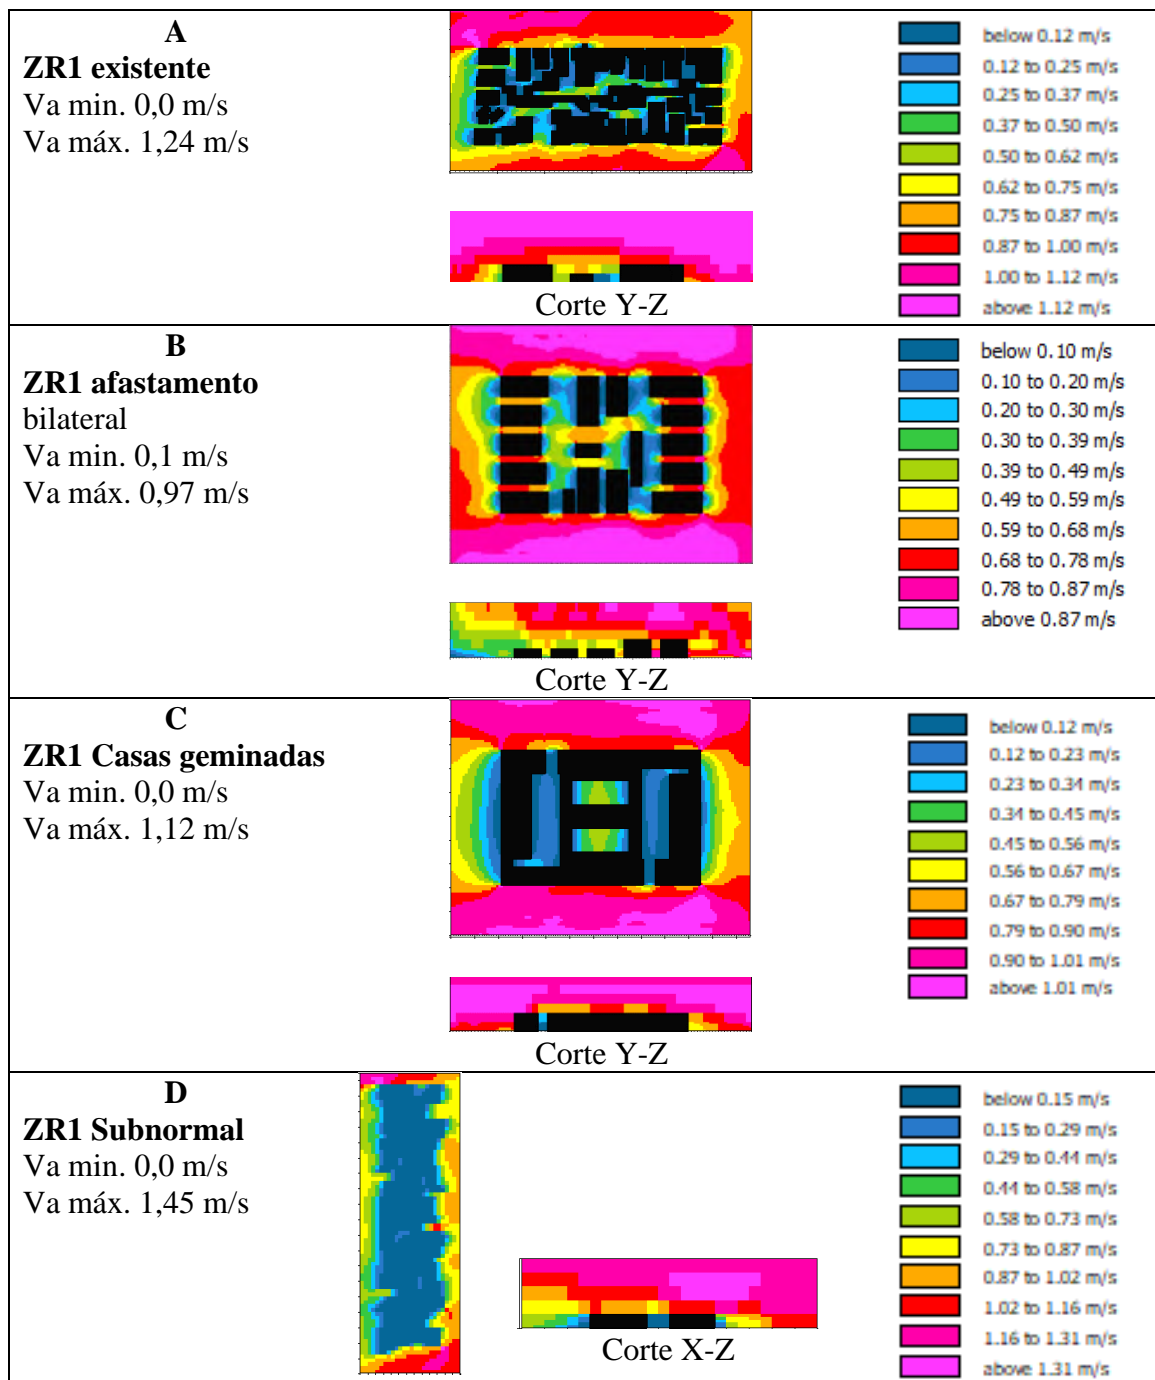 A
ZR1 existente
Va min. 0,0 m/s
Va máx. 1,24 m/s
Corte Y-Z
below 0.12 m/s
0.12 to 0.25 m/s
0.25 to 0.37 m/s
0.37 to 0.50 m/s
0.50 to 0.62 m/s
0.62 to 0.75 m/s
0.75 to 0.87 m/s
0.87 to 1.00 m/s
1.00 to 1.12 m/s
above 1.12 m/s
B
ZR1 afastamento
bilateral
Va min. 0,1 m/s
Va máx. 0,97 m/s
Corte Y-Z
below 0.10 m/s
0.10 to 0.20 m/s
0.20 to 0.30 m/s
0.30 to 0.39 m/s
0.39 to 0.49 m/s
0.49 to 0.59 m/s
0.59 to 0.68 m/s
0.68 to 0.78 m/s
0.78 to 0.87 m/s
above 0.87 m/s
C
ZR1 Casas geminadas
Va min. 0,0 m/s
Va máx. 1,12 m/s
Corte Y-Z
below 0.12 m/s
0.12 to 0.23 m/s
0.23 to 0.34 m/s
0.34 to 0.45 m/s
0.45 to 0.56 m/s
0.56 to 0.67 m/s
0.67 to 0.79 m/s
0.79 to 0.90 m/s
0.90 to 1.01 m/s
above 1.01 m/s
D
ZR1 Subnormal
Va min. 0,0 m/s
Va máx. 1,45 m/s
Corte X-Z
below 0.15 m/s
0.15 to 0.29 m/s
0.29 to 0.44 m/s
0.44 to 0.58 m/s
0.58 to 0.73 m/s
0.73 to 0.87 m/s
0.87 to 1.02 m/s
1.02 to 1.16 m/s
1.16 to 1.31 m/s
above 1.31 m/s